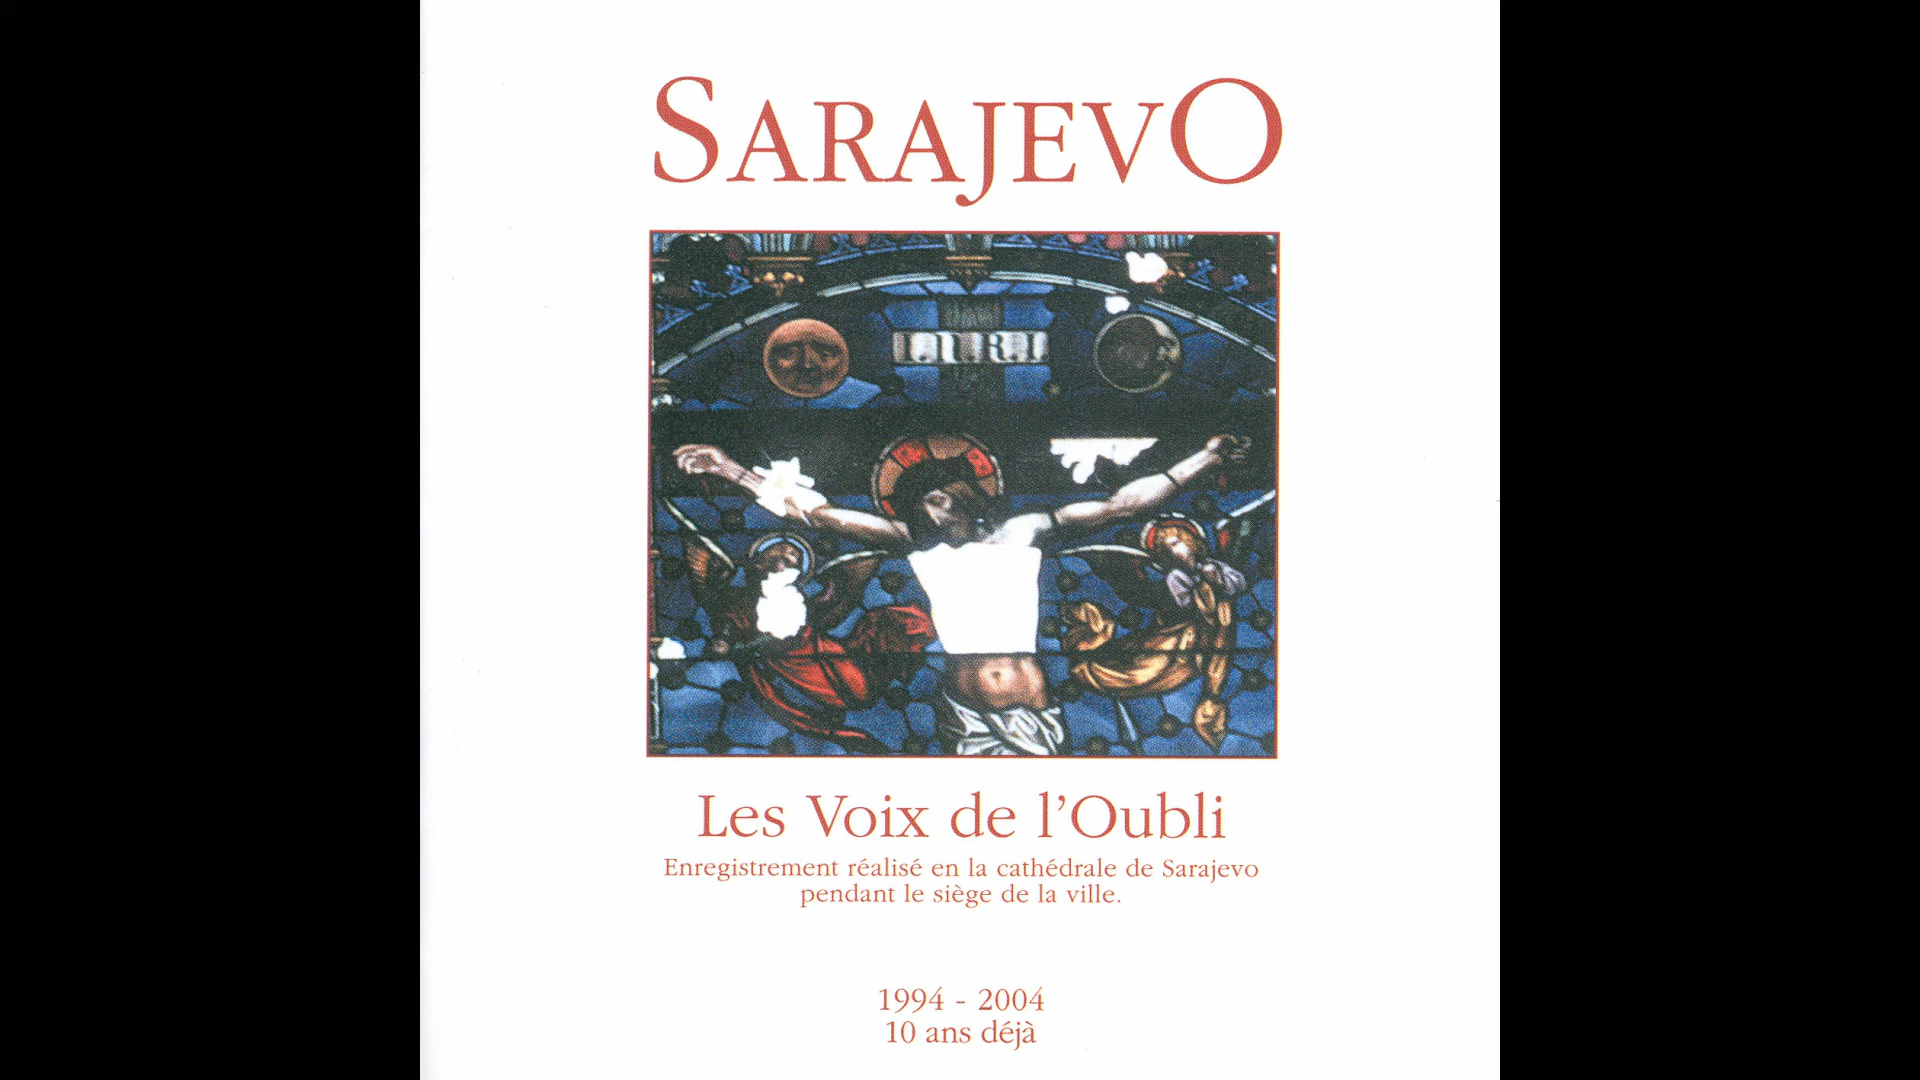 SARAJEVO
I.N.R.I.
Les Voix de l'Oubli
Enregistrement réalisé en la cathédrale de Sarajevo
pendant le siège de la ville.
1994 - 2004
10 ans déjà